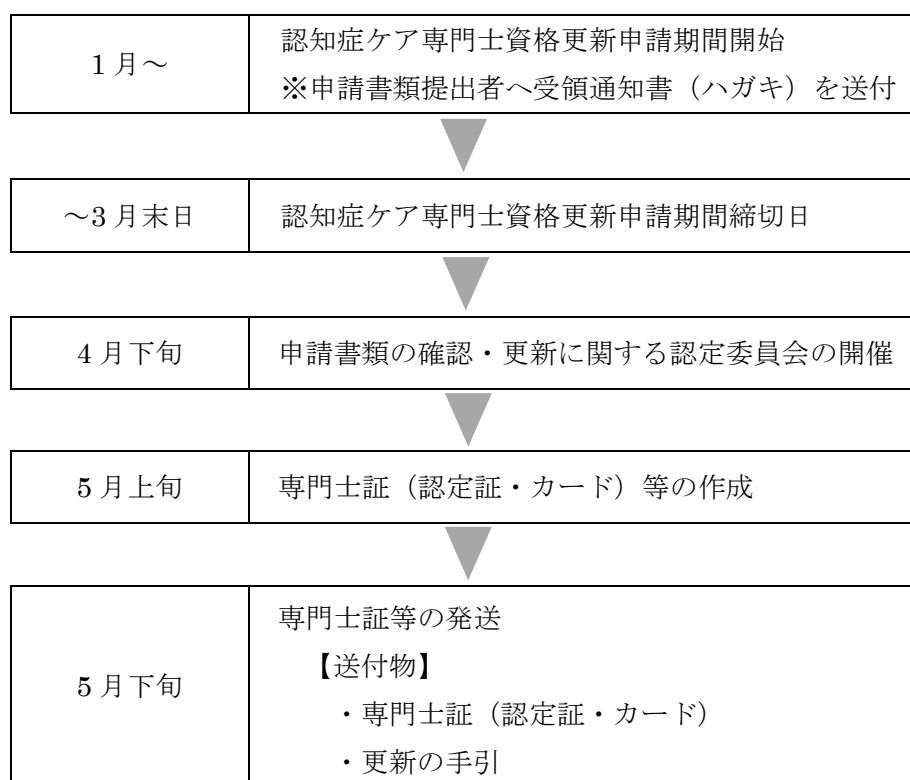 1月～
認知症ケア専門士資格更新申請期間開始
※申請書類提出者へ受領通知書（ハガキ）を送付
～3月末日
認知症ケア専門士資格更新申請期間締切日
4月下旬
申請書類の確認・更新に関する認定委員会の開催
5月上旬
専門士証（認定証・カード）等の作成
5月下旬
専門士証等の発送
【送付物】
・専門士証（認定証・カード）
・更新の手引